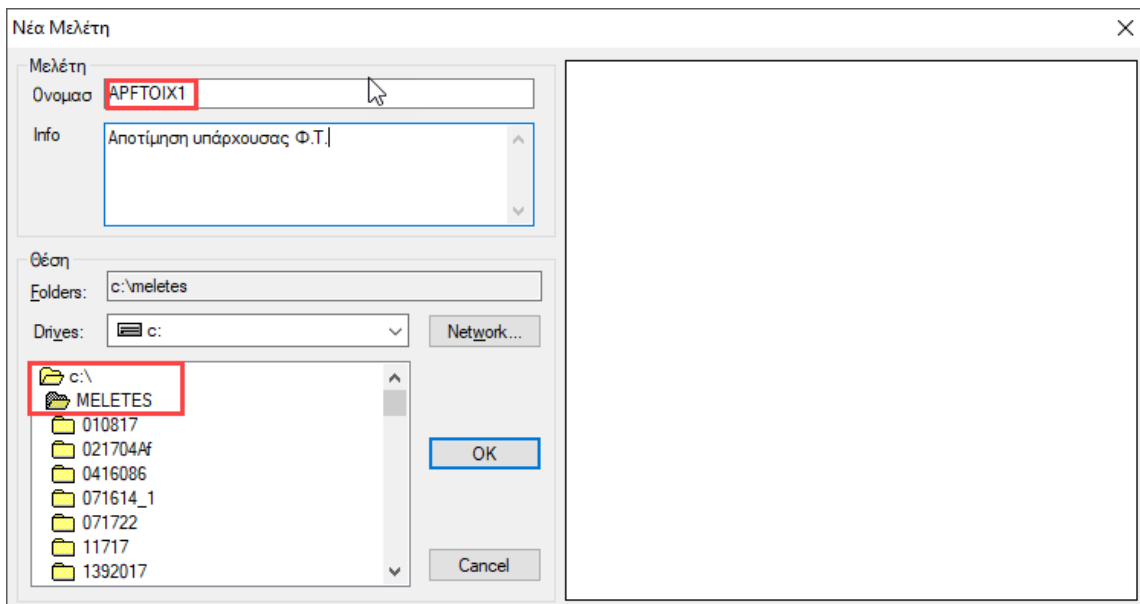 Νέα Μελέτη
Μελέτη
Ονομασ APFTOIX1
Info Αποτίμηση υπάρχουσας Φ.Τ.
Θέση
Folders: c:\meletes
Drives: c: Network...
c:\
MELETES
010817
021704Af
0416086
071614_1
071722
11717
1392017
OK
Cancel